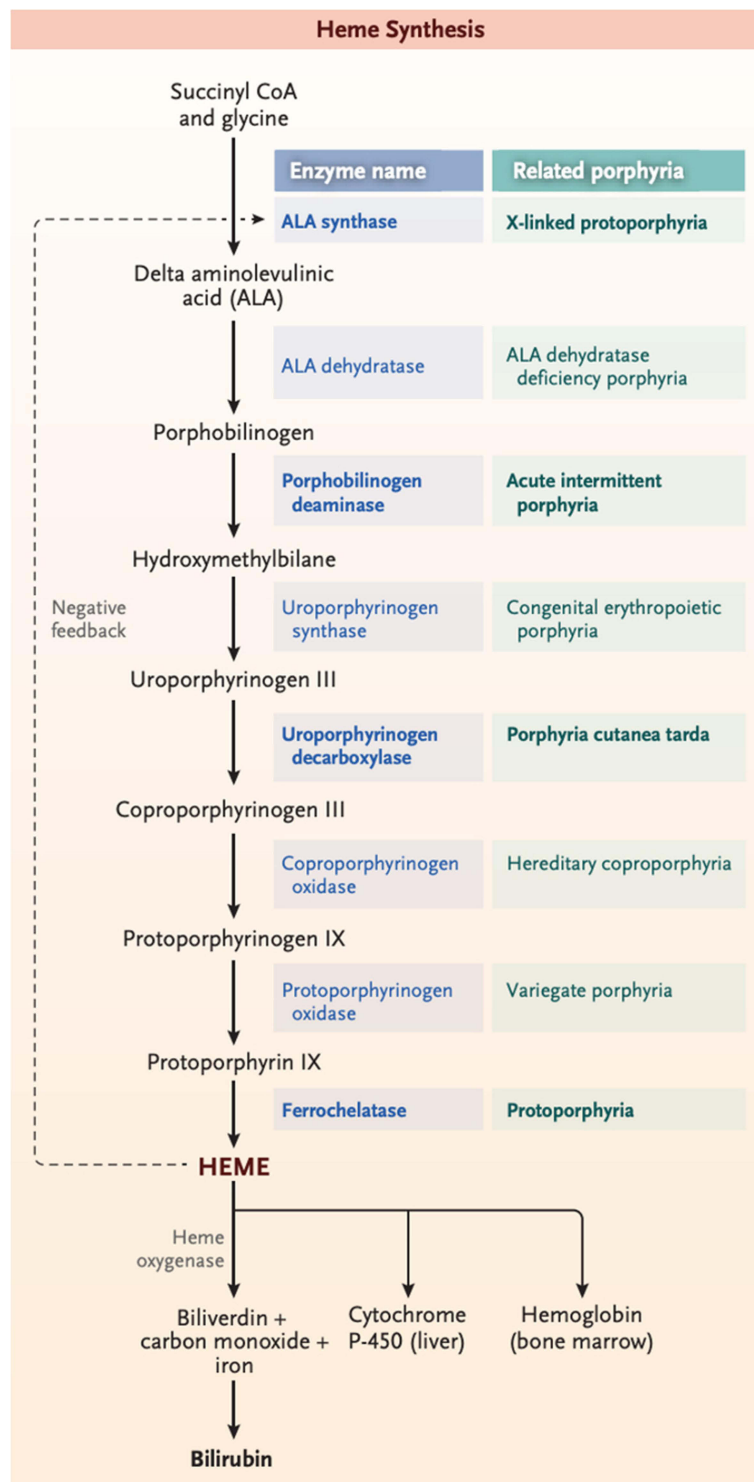 Heme Synthesis
Succinyl CoA
and glycine
Enzyme name
Related porphyria
ALA synthase
X-linked protoporphyria
Delta aminolevulinic
acid (ALA)
ALA dehydratase
ALA dehydratase
deficiency porphyria
Porphobilinogen
Porphobilinogen
deaminase
Acute intermittent
porphyria
Hydroxymethylbilane
Negative
feedback
Uroporphyrinogen
synthase
Congenital erythropoietic
porphyria
Uroporphyrinogen III
Uroporphyrinogen
decarboxylase
Porphyria cutanea tarda
Coproporphyrinogen III
Coproporphyrinogen
oxidase
Hereditary coproporphyria
Protoporphyrinogen IX
Protoporphyrinogen
oxidase
Variegate porphyria
Protoporphyrin IX
Ferrochelatase
Protoporphyria
HEME
Heme
oxygenase
Biliverdin +
carbon monoxide +
iron
Cytochrome
P-450 (liver)
Hemoglobin
(bone marrow)
Bilirubin